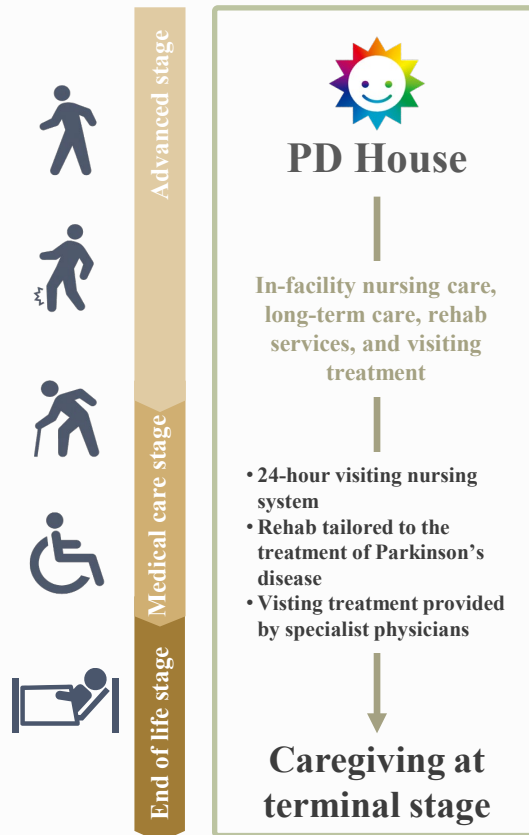 Advanced stage
Medical care stage
End of life stage
PD House
In-facility nursing care,
long-term care, rehab
services, and visiting
treatment
• 24-hour visiting nursing
system
• Rehab tailored to the
treatment of Parkinson’s
disease
• Visting treatment provided
by specialist physicians
Caregiving at
terminal stage